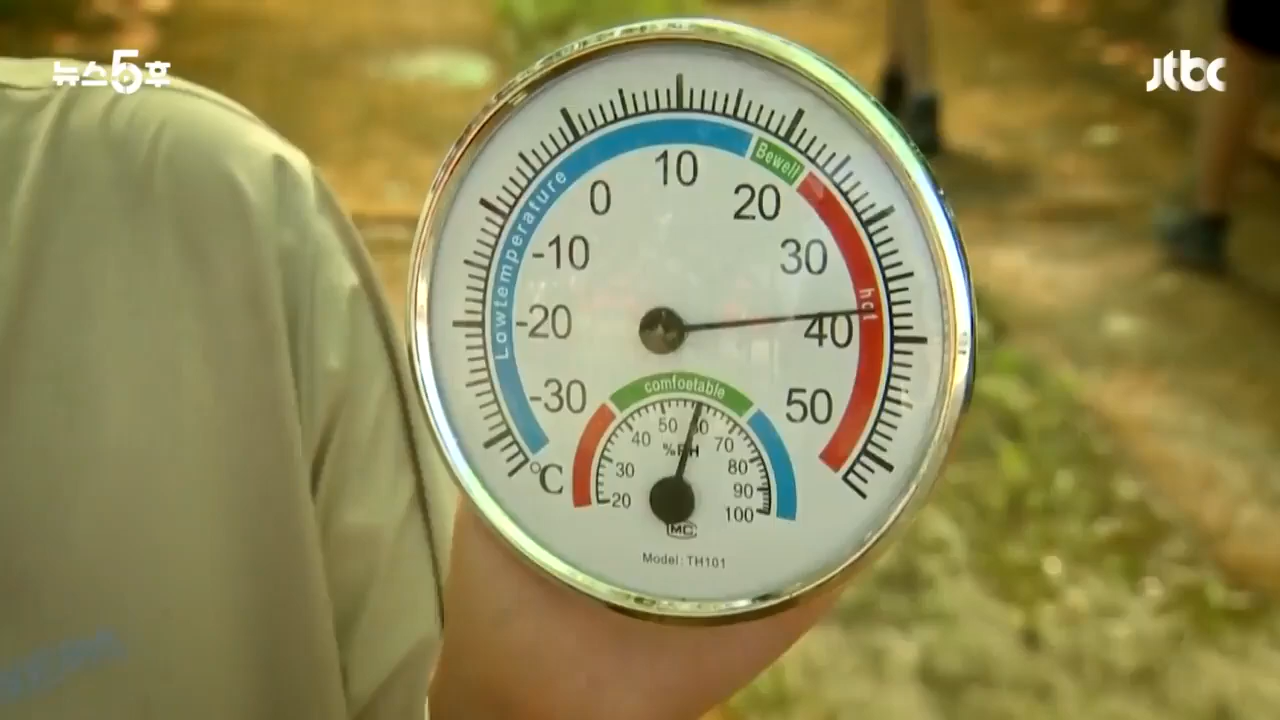 뉴스5후
jtbc
Lowtemperature
Bewell
hot
-30
-20
-10
0
10
20
30
40
50
°C
comfoetable
20
30
40
50
60
70
80
90
100
%RH
MC
Model: TH101